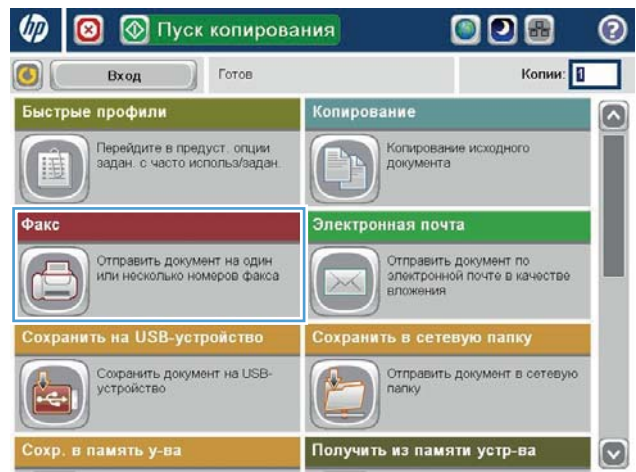 hp
Пуск копирования
?
Вход
Готов
Копии: 1
Быстрые профили
Перейдите в предуст. опции
задан. с часто использ/задан.
Копирование
Копирование исходного
документа
Факс
Отправить документ на один
или несколько номеров факса
Электронная почта
Отправить документ по
электронной почте в качестве
вложения
Сохранить на USB-устройство
Сохранить документ на USB-
устройство
Сохранить в сетевую папку
Отправить документ в сетевую
папку
Сохр. в память у-ва
Получить из памяти устр-ва